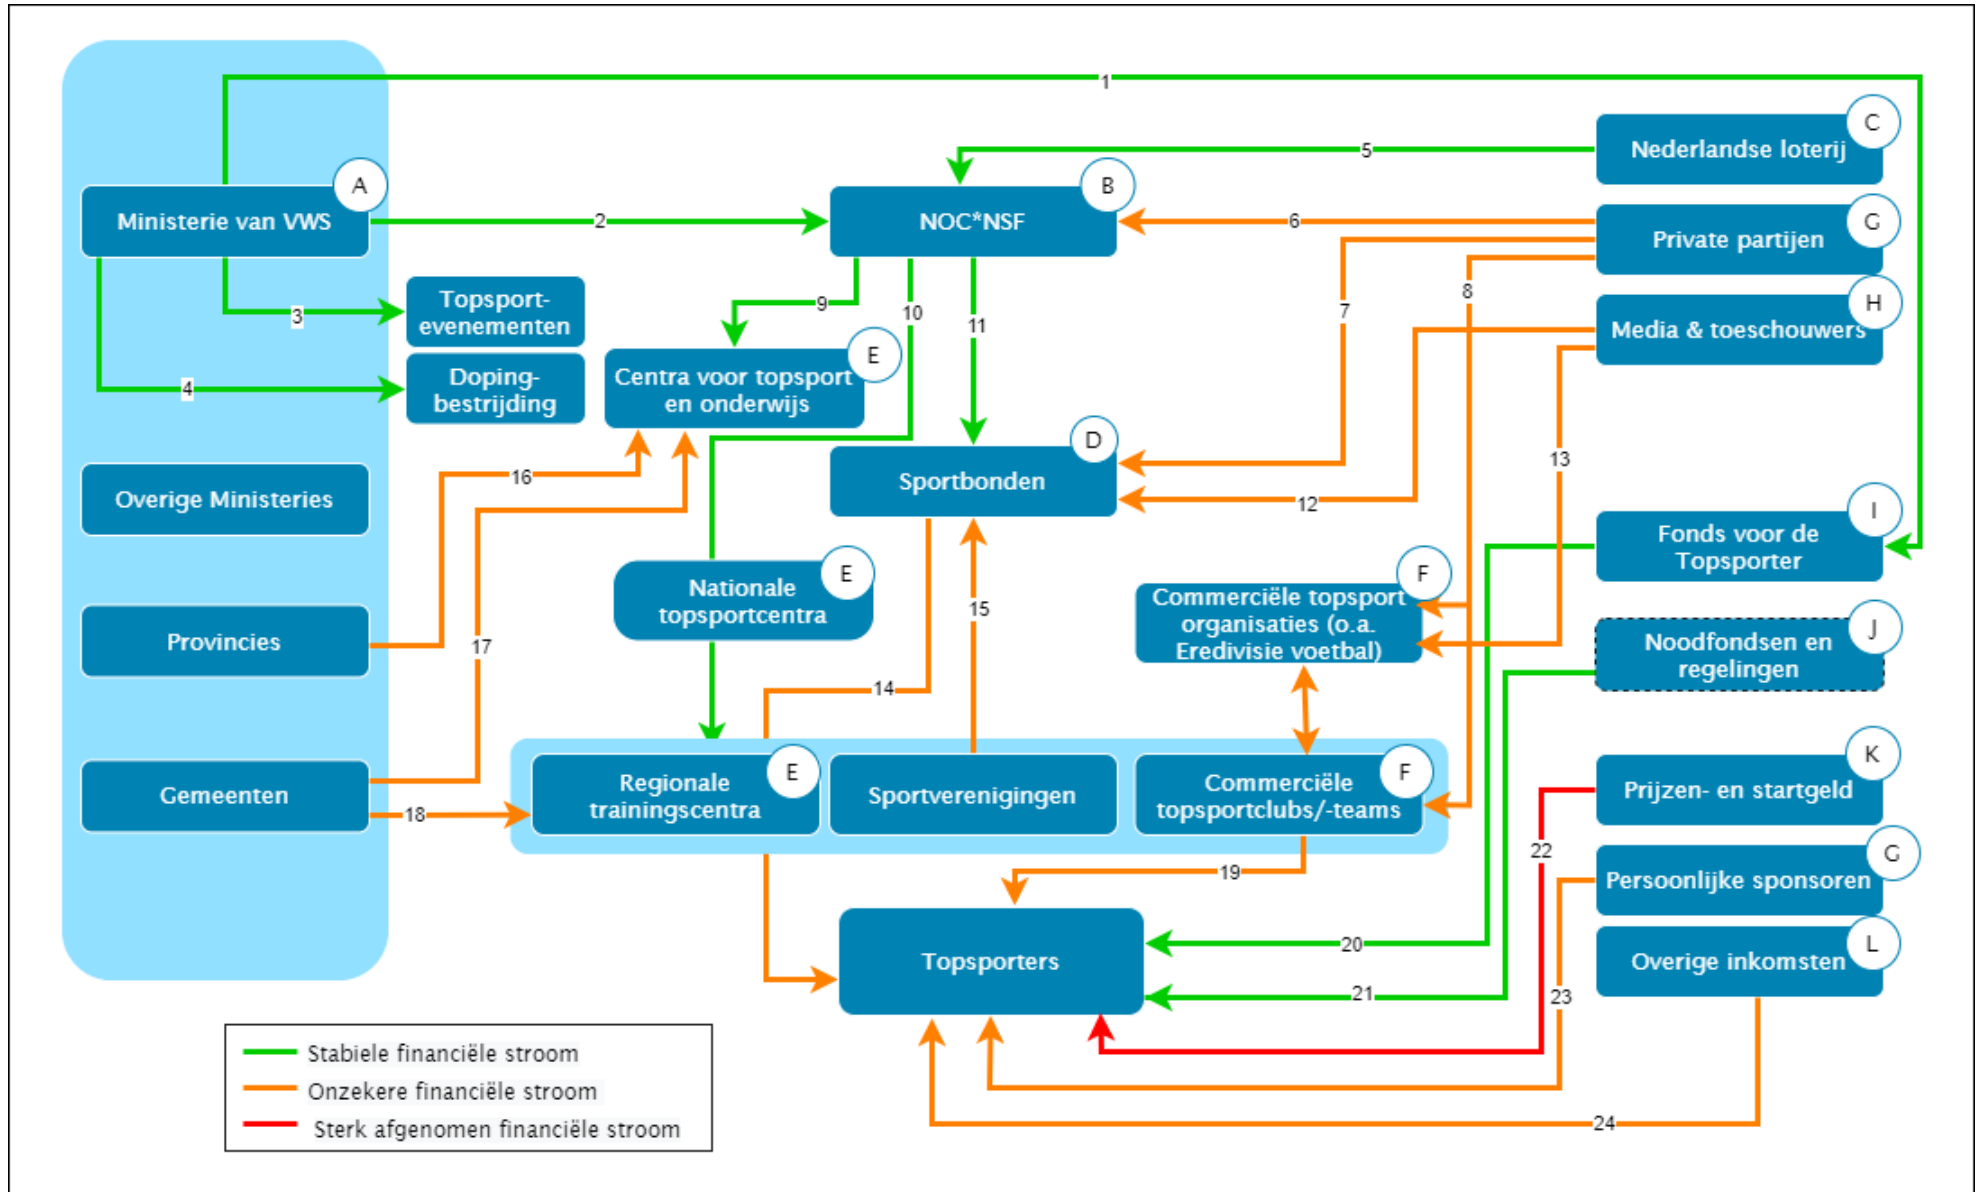 1
C
Nederlandse loterij
5
A
Ministerie van VWS
2
B
NOC*NSF
6
G
Private partijen
7
8
H
Media & toeschouwers
3
Topsport-
evenementen
4
Doping-
bestrijding
9
10
11
E
Centra voor topsport
en onderwijs
D
Sportbonden
12
13
16
Overige Ministeries
I
Fonds voor de
Topsporter
E
Nationale
topsportcentra
15
F
Commerciële topsport
organisaties (o.a.
Eredivisie voetbal)
J
Noodfondsen en
regelingen
Provincies
17
14
Gemeenten
18
E
Regionale
trainingscentra
Sportverenigingen
F
Commerciële
topsportclubs/-teams
K
Prijzen- en startgeld
22
19
G
Persoonlijke sponsoren
Topsporters
20
21
23
L
Overige inkomsten
24
Stabiele financiële stroom
Onzekere financiële stroom
Sterk afgenomen financiële stroom